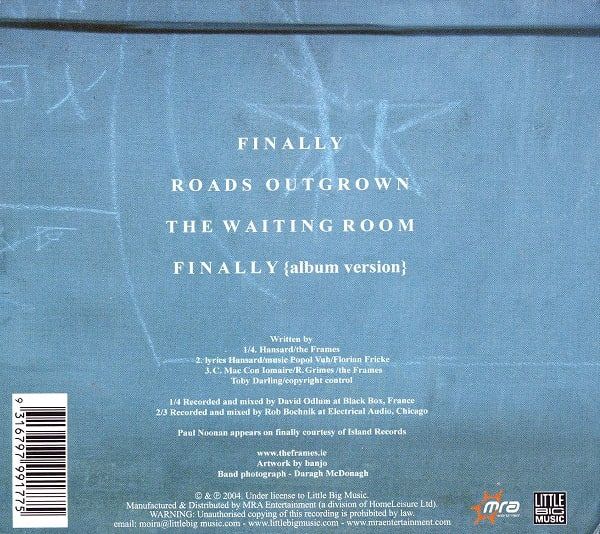 FINALLY
ROADS OUTGROWN
THE WAITING ROOM
FINALLY {album version}
Written by
1/4. Hansard/the Frames
2. lyrics Hansard/music Popol Vuh/Florian Fricke
3. C. Mac Con Iomaire/R. Grimes /the Frames
Toby Darling/copyright control
1/4 Recorded and mixed by David Odlum at Black Box, France
2/3 Recorded and mixed by Rob Bochnik at Electrical Audio, Chicago
Paul Noonan appears on finally courtesy of Island Records
www.theframes.ie
Artwork by banjo
Band photograph - Daragh McDonagh
© & ℗ 2004. Under license to Little Big Music.
Manufactured & Distributed by MRA Entertainment (a division of HomeLeisure Ltd).
WARNING: Unauthorised copying of this recording is prohibited by law.
email: moira@littlebig music.com - www.littlebigmusic.com - www.mraentertainment.com
9 316797 991775
mra
LITTLE
BIG
MUSIC